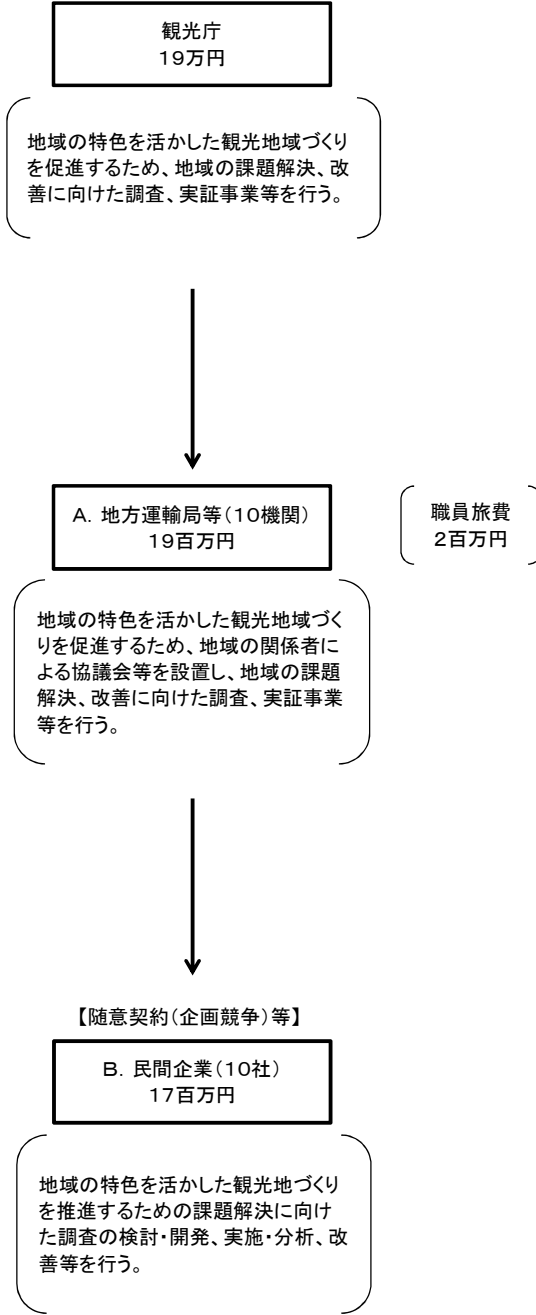 観光庁
19万円
地域の特色を活かした観光地域づくり
を促進するため、地域の課題解決、改
善に向けた調査、実証事業等を行う。
A．地方運輸局等（10機関）
19百万円
職員旅費
2百万円
地域の特色を活かした観光地域づく
りを促進するため、地域の関係者に
よる協議会等を設置し、地域の課題
解決、改善に向けた調査、実証事業
等を行う。
【随意契約（企画競争）等】
B．民間企業（10社）
17百万円
地域の特色を活かした観光地づくり
を推進するための課題解決に向け
た調査の検討・開発、実施・分析、改
善等を行う。